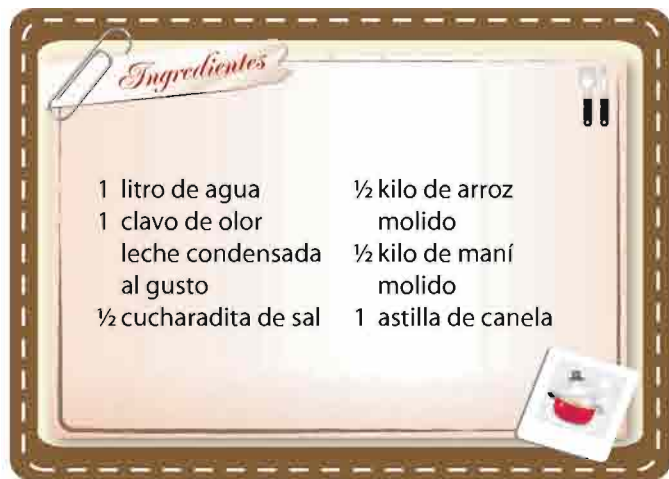 Ingredientes
1 litro de agua
1 clavo de olor
leche condensada
al gusto
½ cucharadita de sal
½ kilo de arroz
molido
½ kilo de maní
molido
1 astilla de canela